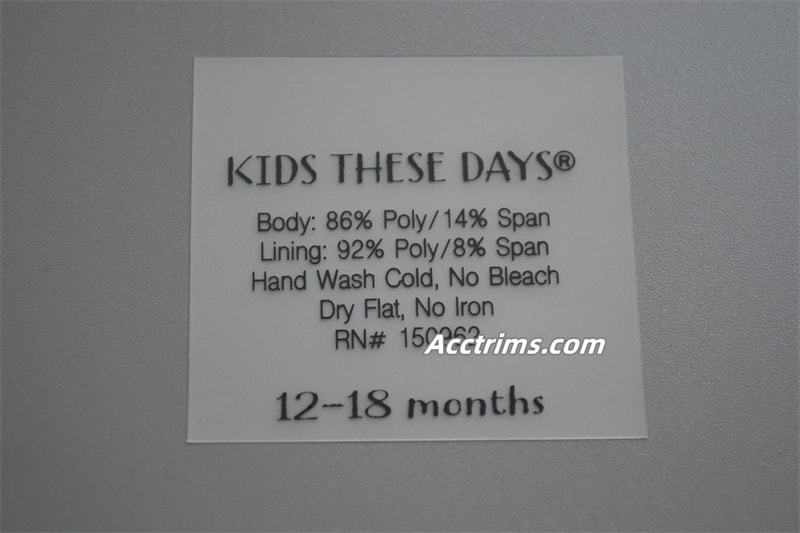 KIDS THESE DAYS®
Body: 86% Poly/14% Span
Lining: 92% Poly/8% Span
Hand Wash Cold, No Bleach
Dry Flat, No Iron
RN#
Acctrims.com
12-18 months